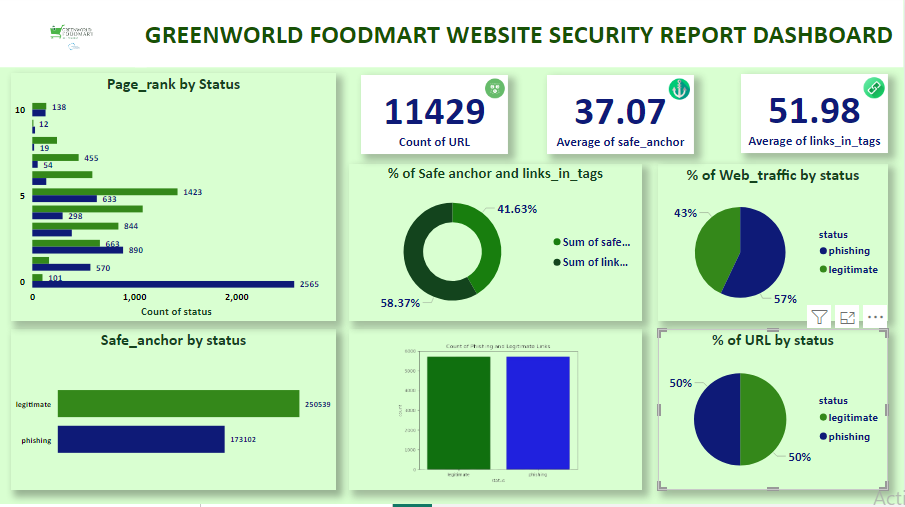 GREENWORLD
FOODMART
GREENWORLD FOODMART WEBSITE SECURITY REPORT DASHBOARD
Page_rank by Status
10
138
12
19
455
54
5
1423
633
298
844
663
890
570
0
101
2565
0
1,000
2,000
Count of status
11429
Count of URL
37.07
Average of safe_anchor
51.98
Average of links_in_tags
% of Safe anchor and links_in_tags
41.63%
58.37%
Sum of safe...
Sum of link...
% of Web_traffic by status
43%
57%
status
phishing
legitimate
Safe_anchor by status
legitimate
250539
phishing
173102
Count of Phishing and Legitimate Links
6000
5000
4000
3000
2000
1000
0
count
legitimate
phishing
status
% of URL by status
50%
50%
status
legitimate
phishing
Acti